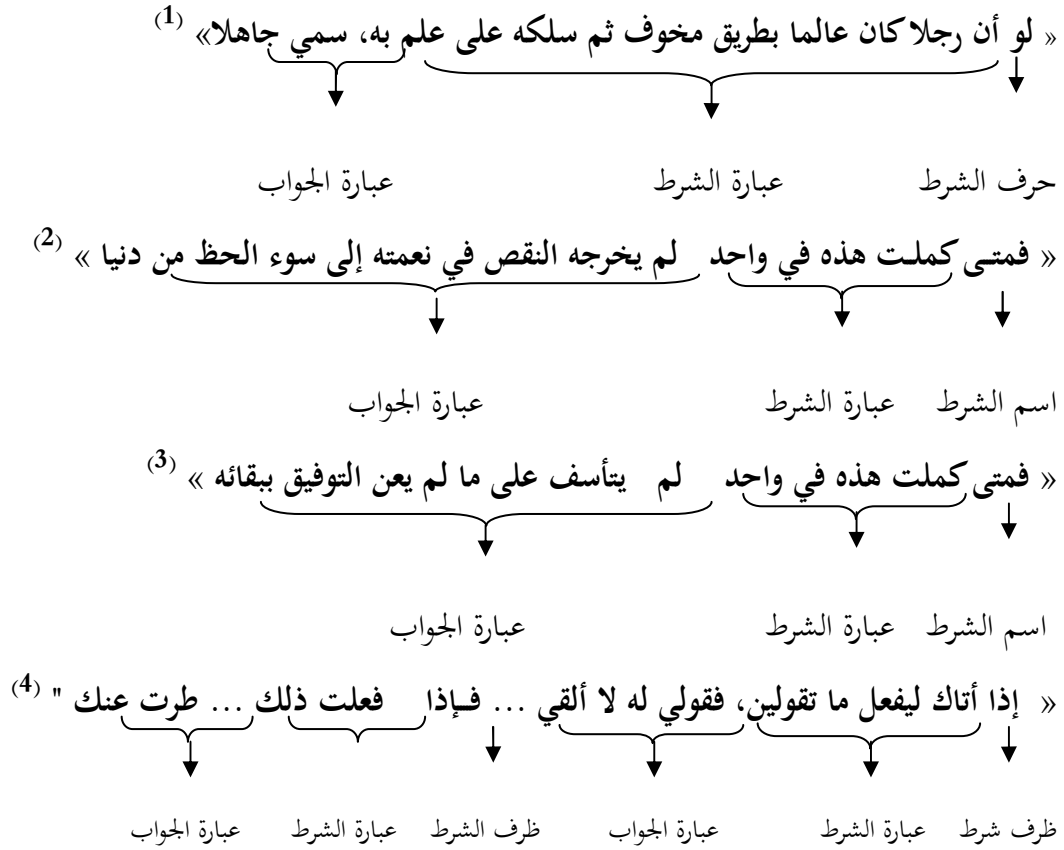 « لو أن رجلا كان عالما بطريق مخوف ثم سلكه على علم به، سمي جاهلا» (1)
حرف الشرط عبارة الشرط عبارة الجواب
« فمتـى كملـت هذه في واحد لم يخرجه النقص في نعمته إلى سوء الحظ من دنيا » (2)
اسم الشرط عبارة الشرط عبارة الجواب
« فمتى كملت هذه في واحد لم يتأسف على ما لم يعن التوفيق ببقائه » (3)
اسم الشرط عبارة الشرط عبارة الجواب
« إذا أتاك ليفعل ما تقولين، فقولي له لا ألقي ... فـإذا فعلت ذلك ... طرت عنك " (4)
ظرف شرط عبارة الشرط عبارة الجواب ظرف الشرط عبارة الشرط عبارة الجواب